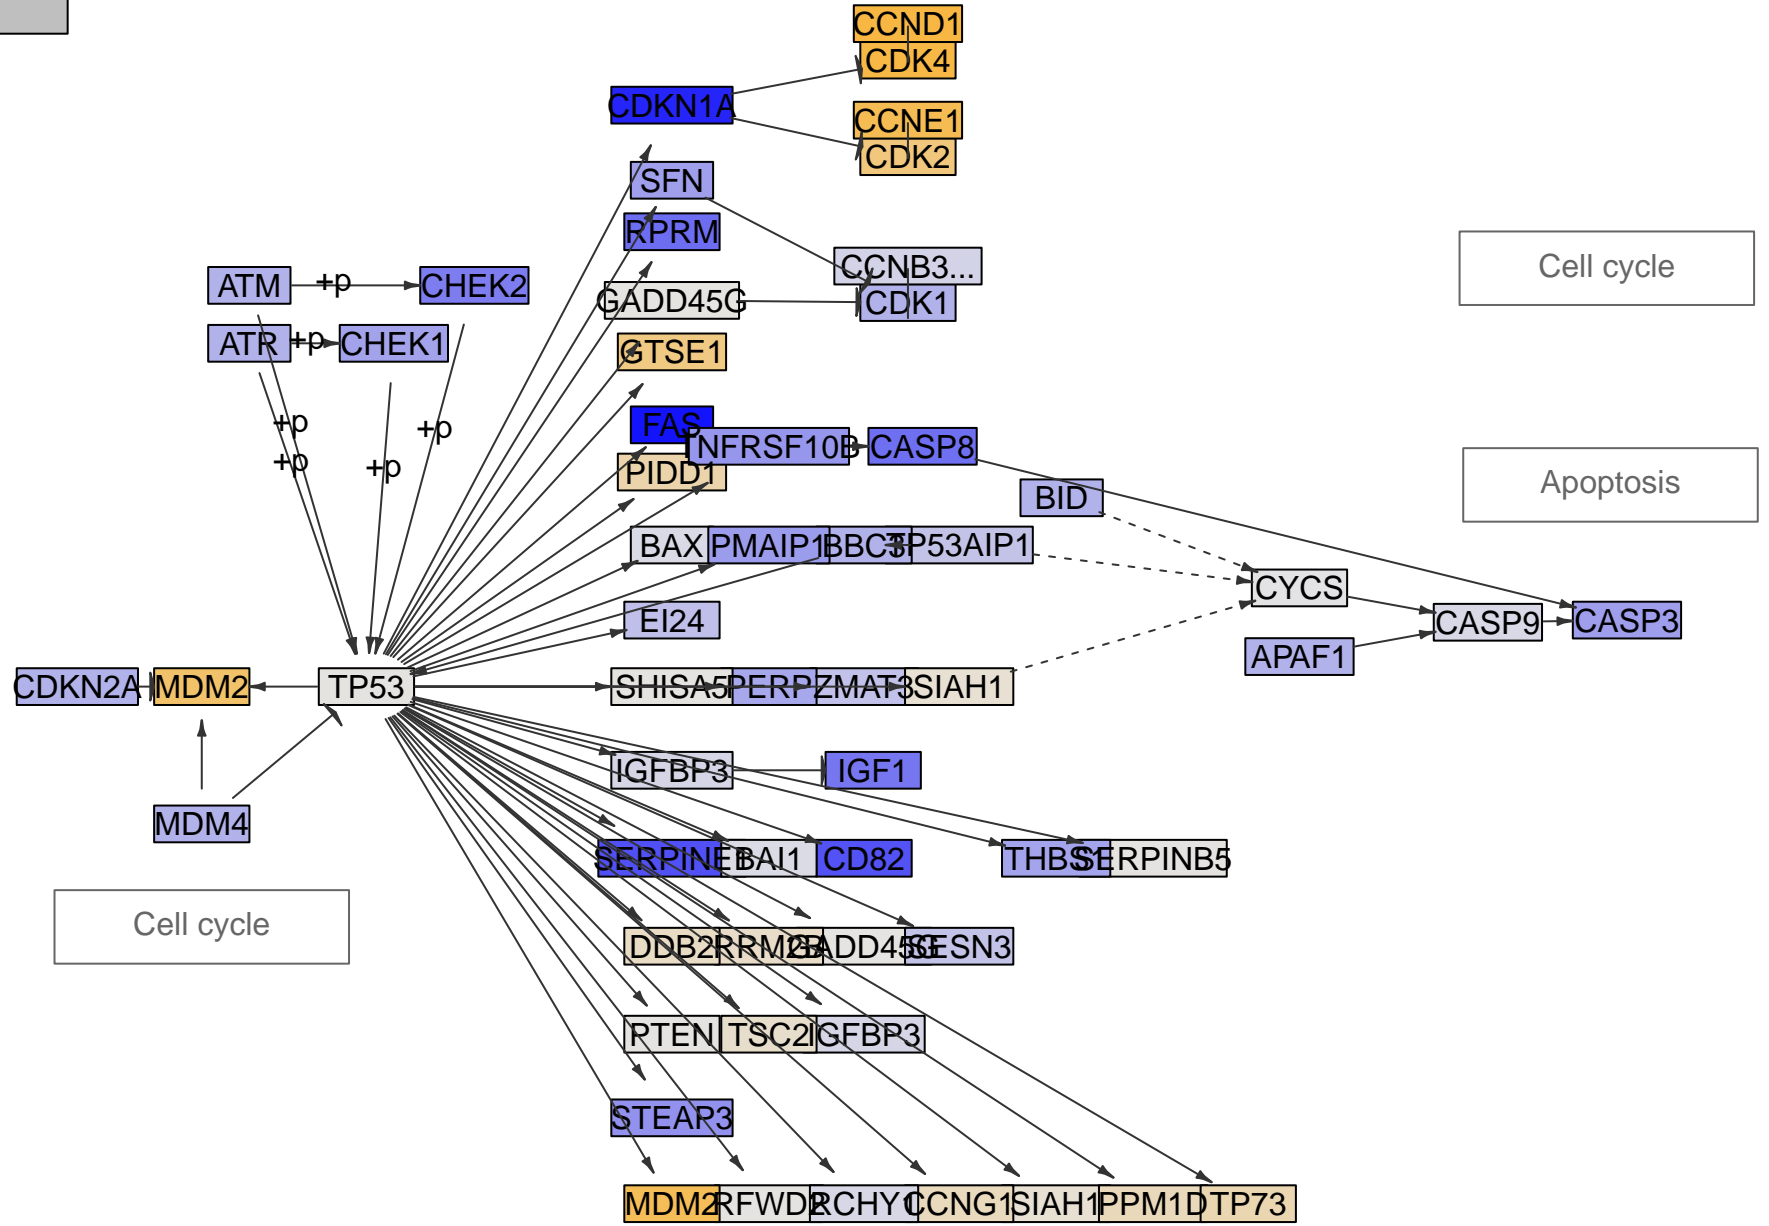 CCND1
CDK4
CDKN1A
CCNE1
CDK2
SFN
RPRM
CCNB3...
Cell cycle
ATM
+p
CHEK2
GADD45G
CDK1
ATR
+p
CHEK1
GTSE1
+p
+p
FAS
TNFRSF10B
CASP8
+p
+p
PIDD1
Apoptosis
BID
BAX
PMAIP1
BBC3
TP53AIP1
CYCS
EI24
CASP9
CASP3
APAF1
CDKN2A
MDM2
TP53
SHISA5
PERP
ZMAT3
SIAH1
IGFBP3
IGF1
MDM4
SERPINE1
BAI1
CD82
THBS1
SERPINB5
Cell cycle
DDB2
RRM2B
GADD45G
SESN3
PTEN
TSC2
IGFBP3
STEAP3
MDM2
RFWD2
RCHY1
CCNG1
SIAH1
PPM1D
TP73